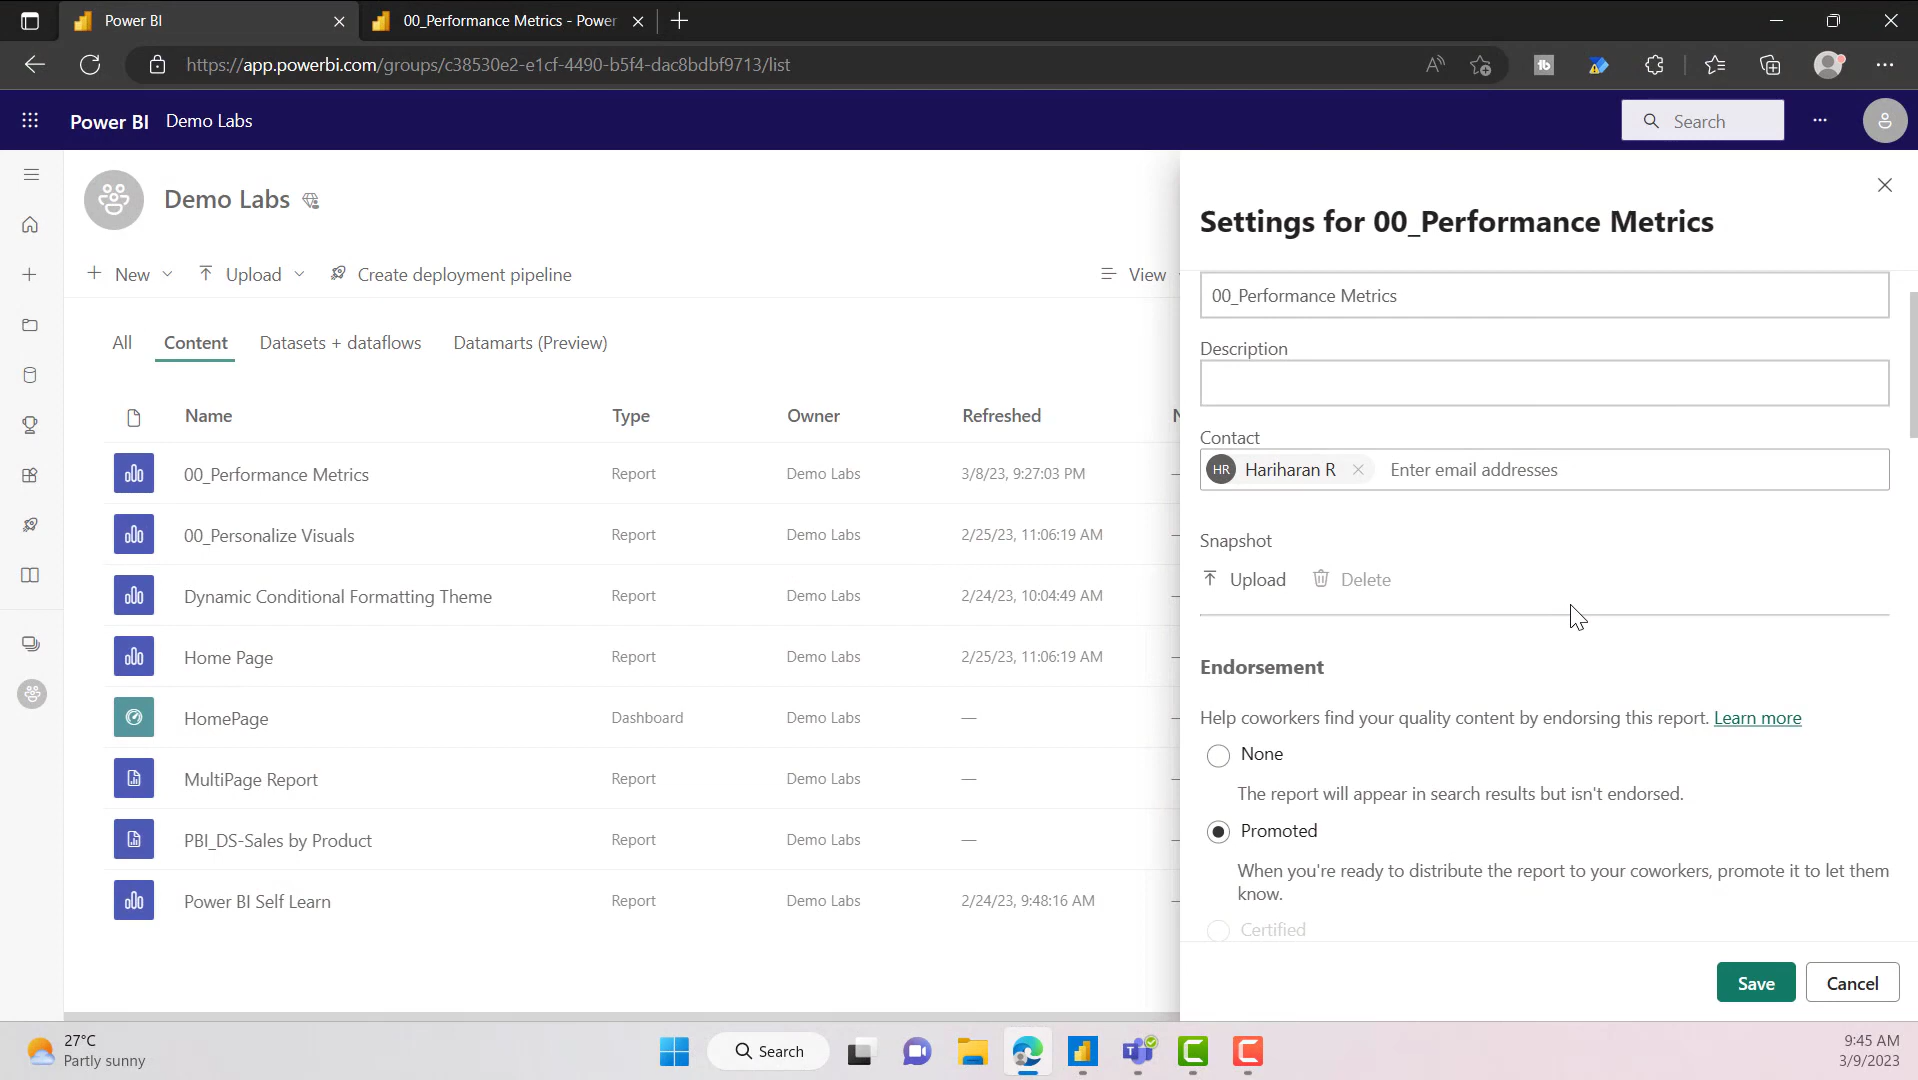 Power BI
00_Performance Metrics - Power
https://app.powerbi.com/groups/c38530e2-e1cf-4490-b5f4-dac8bdbf9713/list
Power BI Demo Labs
Search
Demo Labs
New
Upload
Create deployment pipeline
View
All
Content
Datasets + dataflows
Datamarts (Preview)
Name Type Owner Refreshed N
00_Performance Metrics Report Demo Labs 3/8/23, 9:27:03 PM —
00_Personalize Visuals Report Demo Labs 2/25/23, 11:06:19 AM —
Dynamic Conditional Formatting Theme Report Demo Labs 2/24/23, 10:04:49 AM —
Home Page Report Demo Labs 2/25/23, 11:06:19 AM —
HomePage Dashboard Demo Labs — —
MultiPage Report Report Demo Labs — —
PBI_DS-Sales by Product Report Demo Labs — —
Power BI Self Learn Report Demo Labs 2/24/23, 9:48:16 AM —
Settings for 00_Performance Metrics
00_Performance Metrics
Description
Contact
HR Hariharan R Enter email addresses
Snapshot
Upload Delete
Endorsement
Help coworkers find your quality content by endorsing this report. Learn more
None
The report will appear in search results but isn't endorsed.
Promoted
When you're ready to distribute the report to your coworkers, promote it to let them
know.
Certified
Save Cancel
27°C
Partly sunny
Search
9:45 AM
3/9/2023